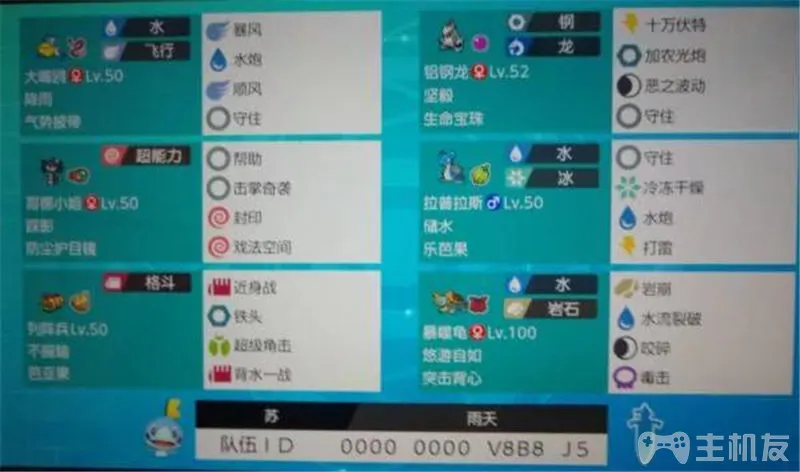 水
飞行
大嘴鸥♀Lv.50
降雨
气势披带
暴风
水炮
顺风
守住
钢
龙
铝钢龙♀Lv.52
坚毅
生命宝珠
十万伏特
加农光炮
恶之波动
守住
超能力
哥德小姐♀Lv.50
踩影
防尘护目镜
帮助
击掌奇袭
封印
戏法空间
水
冰
拉普拉斯♂Lv.50
储水
乐芭果
守住
冷冻干燥
水炮
打雷
格斗
列阵兵Lv.50
不服输
芭亚果
近身战
铁头
超级角击
背水一战
水
岩石
暴噬龟♀Lv.100
悠游自如
突击背心
岩崩
水流裂破
咬碎
毒击
苏
雨天
队伍ID 0000 0000 V8B8 J5
主机友